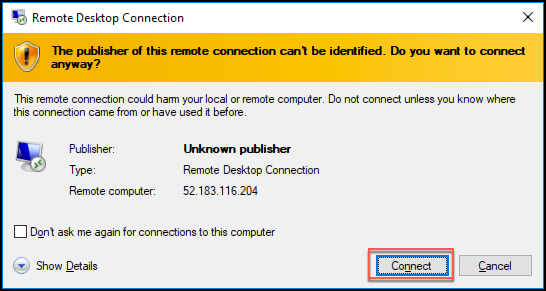 Remote Desktop Connection
The publisher of this remote connection can't be identified. Do you want to connect
anyway?
This remote connection could harm your local or remote computer. Do not connect unless you know where
this connection came from or have used it before.
Publisher: Unknown publisher
Type: Remote Desktop Connection
Remote computer: 52.183.116.204
Don't ask me again for connections to this computer
Show Details Connect Cancel